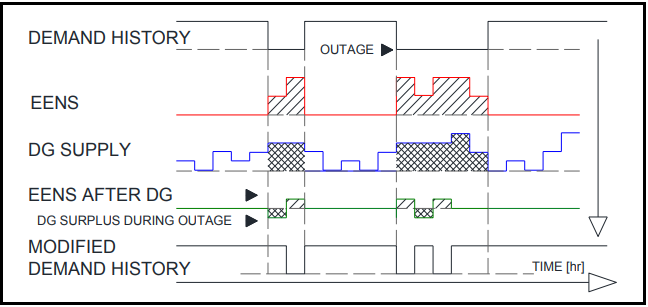 DEMAND HISTORY
OUTAGE
EENS
DG SUPPLY
EENS AFTER DG
DG SURPLUS DURING OUTAGE
MODIFIED
DEMAND HISTORY
TIME [hr]